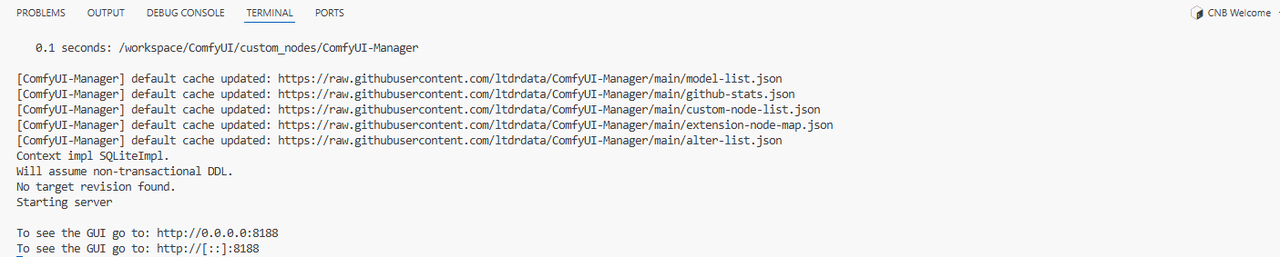 PROBLEMS OUTPUT DEBUG CONSOLE TERMINAL PORTS CNB Welcome
0.1 seconds: /workspace/ComfyUI/custom_nodes/ComfyUI-Manager
[ComfyUI-Manager] default cache updated: https://raw.githubusercontent.com/ltdrdata/ComfyUI-Manager/main/model-list.json
[ComfyUI-Manager] default cache updated: https://raw.githubusercontent.com/ltdrdata/ComfyUI-Manager/main/github-stats.json
[ComfyUI-Manager] default cache updated: https://raw.githubusercontent.com/ltdrdata/ComfyUI-Manager/main/custom-node-list.json
[ComfyUI-Manager] default cache updated: https://raw.githubusercontent.com/ltdrdata/ComfyUI-Manager/main/extension-node-map.json
[ComfyUI-Manager] default cache updated: https://raw.githubusercontent.com/ltdrdata/ComfyUI-Manager/main/alter-list.json
Context impl SQLiteImpl.
Will assume non-transactional DDL.
No target revision found.
Starting server
To see the GUI go to: http://0.0.0.0:8188
To see the GUI go to: http://[::]:8188